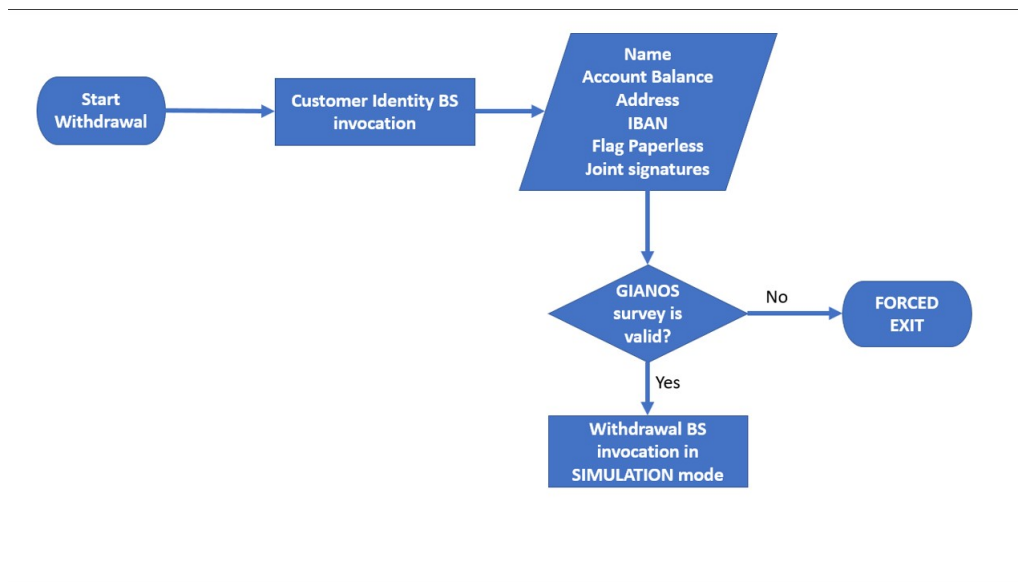 Start
Withdrawal
Customer Identity BS
invocation
Name
Account Balance
Address
IBAN
Flag Paperless
Joint signatures
GIANOS
survey is
valid?
No
FORCED
EXIT
Yes
Withdrawal BS
invocation in
SIMULATION mode